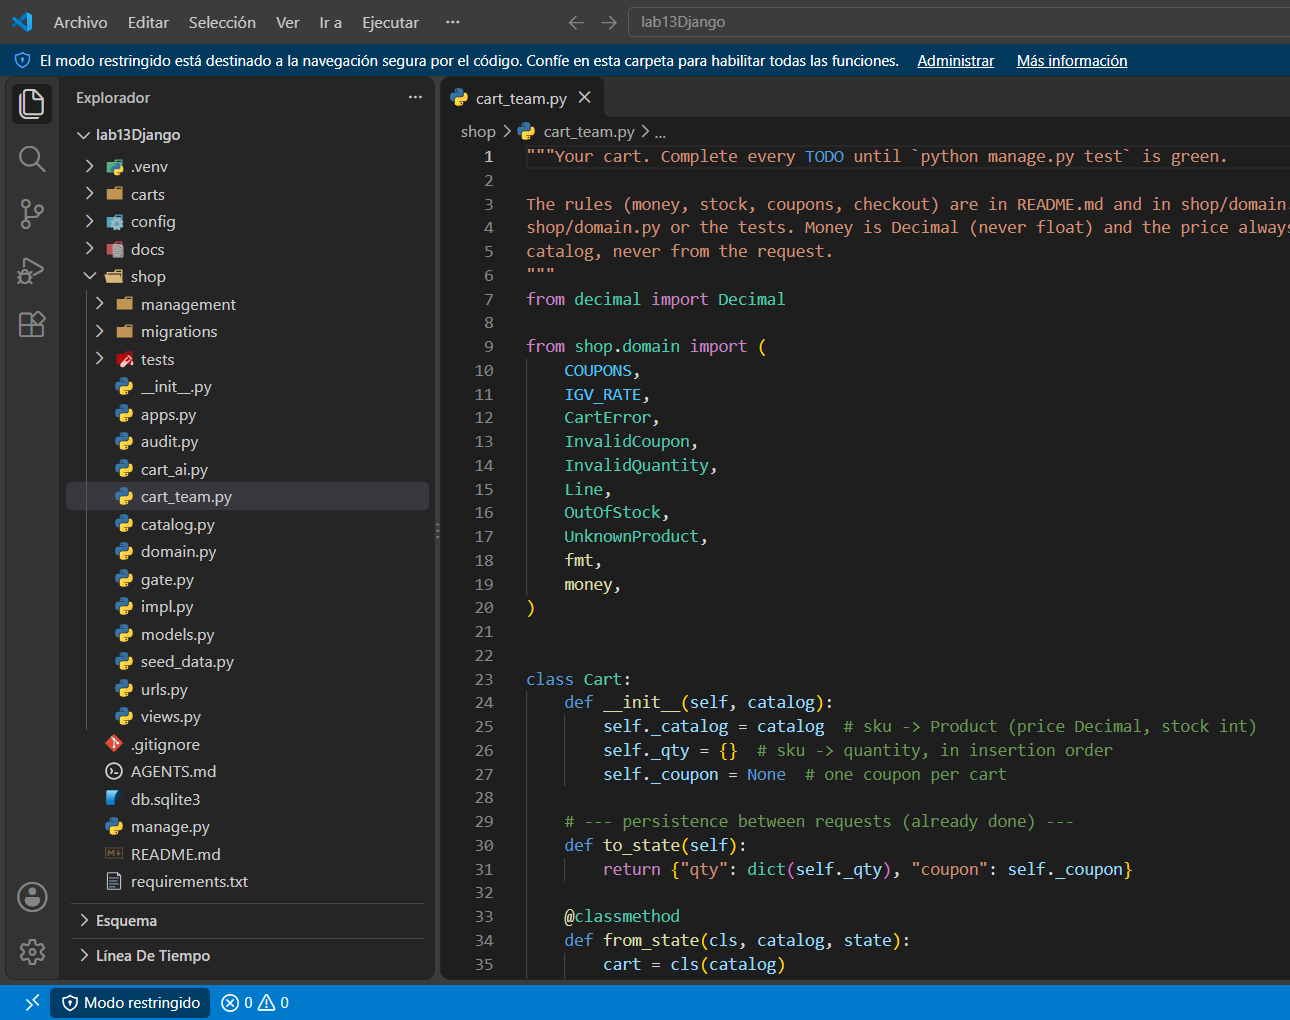 Archivo Editar Selección Ver Ir a Ejecutar ··· lab13Django
El modo restringido está destinado a la navegación segura por el código. Confíe en esta carpeta para habilitar todas las funciones. Administrar Más información
Explorador ···
lab13Django
.venv
carts
config
docs
shop
management
migrations
tests
__init__.py
apps.py
audit.py
cart_ai.py
cart_team.py
catalog.py
domain.py
gate.py
impl.py
models.py
seed_data.py
urls.py
views.py
.gitignore
AGENTS.md
db.sqlite3
manage.py
README.md
requirements.txt
Esquema
Línea De Tiempo
cart_team.py
shop > cart_team.py > ...
1 """Your cart. Complete every TODO until `python manage.py test` is green.
2
3 The rules (money, stock, coupons, checkout) are in README.md and in shop/domain.
4 shop/domain.py or the tests. Money is Decimal (never float) and the price always
5 catalog, never from the request.
6 """
7 from decimal import Decimal
8
9 from shop.domain import (
10 COUPONS,
11 IGV_RATE,
12 CartError,
13 InvalidCoupon,
14 InvalidQuantity,
15 Line,
16 OutOfStock,
17 UnknownProduct,
18 fmt,
19 money,
20 )
21
22
23 class Cart:
24 def __init__(self, catalog):
25 self._catalog = catalog # sku -> Product (price Decimal, stock int)
26 self._qty = {} # sku -> quantity, in insertion order
27 self._coupon = None # one coupon per cart
28
29 # --- persistence between requests (already done) ---
30 def to_state(self):
31 return {"qty": dict(self._qty), "coupon": self._coupon}
32
33 @classmethod
34 def from_state(cls, catalog, state):
35 cart = cls(catalog)
Modo restringido 0 0